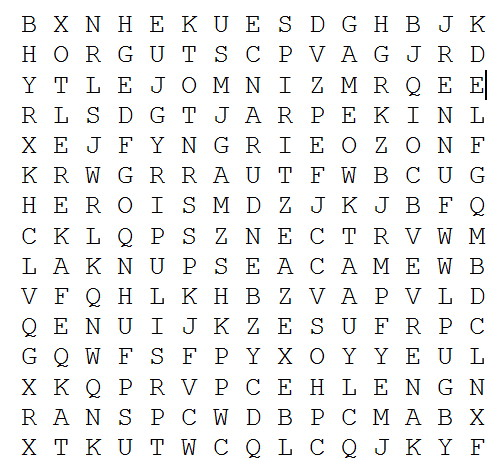 B X N H E K U E S D G H B J K
H O R G U T S C P V A G J R D
Y T L E J O M N I Z M R Q E E
R L S D G T J A R P E K I N L
X E J F Y N G R I E O Z O N F
K R W G R R A U T F W B C U G
H E R O I S M D Z J K J B F Q
C K L Q P S Z N E C T R V W M
L A K N U P S E A C A M E W B
V F Q H L K H B Z V A P V L D
Q E N U I J K Z E S U F R P C
G Q W F S F P Y X O Y Y E U L
X K Q P R V P C E H L E N G N
R A N S P C W D B P C M A B X
X T K U T W C Q L C Q J K Y F